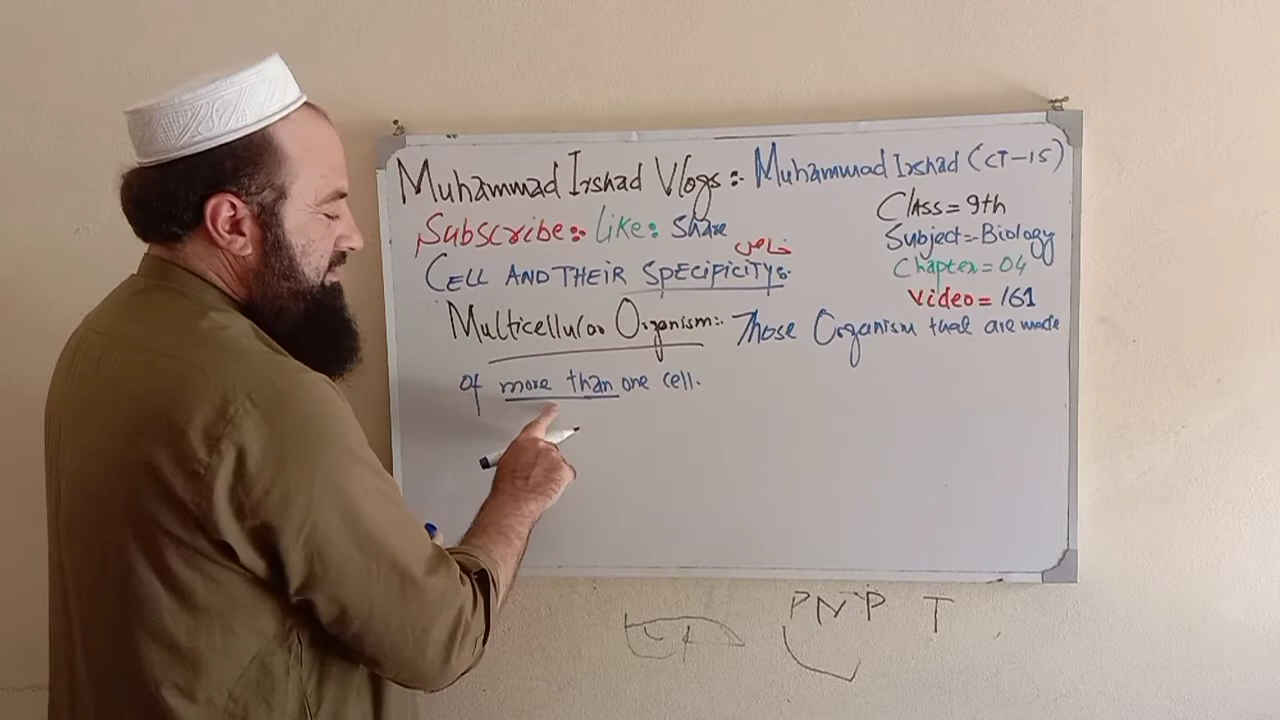 Muhammad Irshad Vlogs:- Muhammad Irshad (CT-15)
Class = 9th
Subscribe: Like: Share
Subject:- Biology
خاص
CELL AND THEIR SPECIFICITY:-
Chapter = 04
Video = 161
Multicellular Organism:- Those Organism that are made
of more than one cell.
PNP T